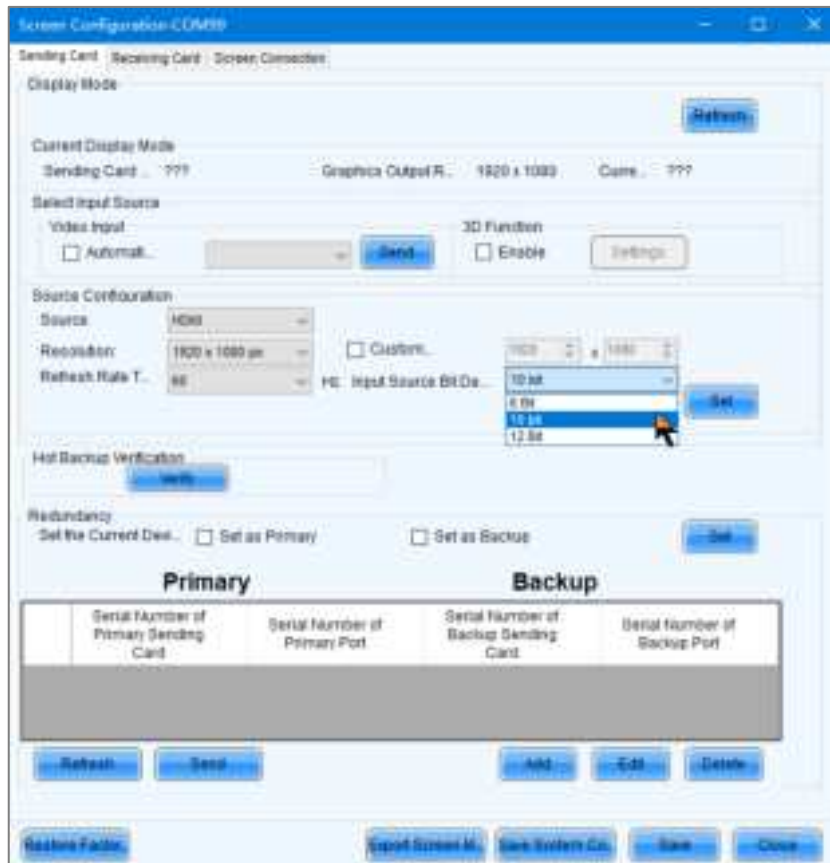 Screen Configuration-COM99
Sending Card Receiving Card Screen Connection
Display Mode
Refresh
Current Display Mode
Sending Card .. ??? Graphics Output R.. 1920 x 1080 Curre.. ???
Select Input Source
Video Input 3D Function
Automati.. Send Enable Settings
Source Configuration
Source HDMI
Resolution: 1920 x 1080 px Custom.. 1920 x 1080
Refresh Rate T.. 60 Hz Input Source Bit De.. 10 bit Set
8 Bit
10 bit
12 Bit
Hot Backup Verification
Verify
Redundancy
Set the Current Devi.. Set as Primary Set as Backup Set
Primary Backup
Serial Number of Primary Sending Card Serial Number of Primary Port Serial Number of Backup Sending Card Serial Number of Backup Port
Refresh Send Add Edit Delete
Restore Factor.. Export Screen M.. Save System Co.. Save Close